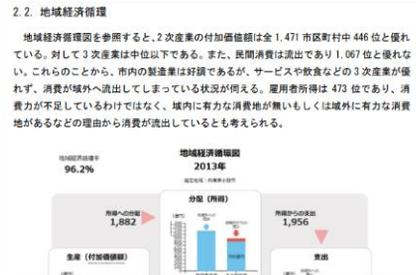 2.2. 地域経済循環
地域経済循環図を参照すると、2次産業の付加価値額は全1,471市区町村中446位と優れ
ている。対して3次産業は中位以下である。また、民間消費は流出であり1,067位と優れな
い。これらのことから、市内の製造業は好調であるが、サービスや飲食などの3次産業が優
れず、消費が域外へ流出してしまっている状況が伺える。雇用者所得は473位であり、消
費力が不足しているわけではなく、域内に有力な消費地が無いもしくは域外に有力な消費
地があるなどの理由から消費が流出しているとも考えられる。
地域経済循環率
96.2%
地域経済循環図
2013年
所得への分配
1,882
分配（所得）
所得からの支出
1,956
生産（付加価値額）
支出